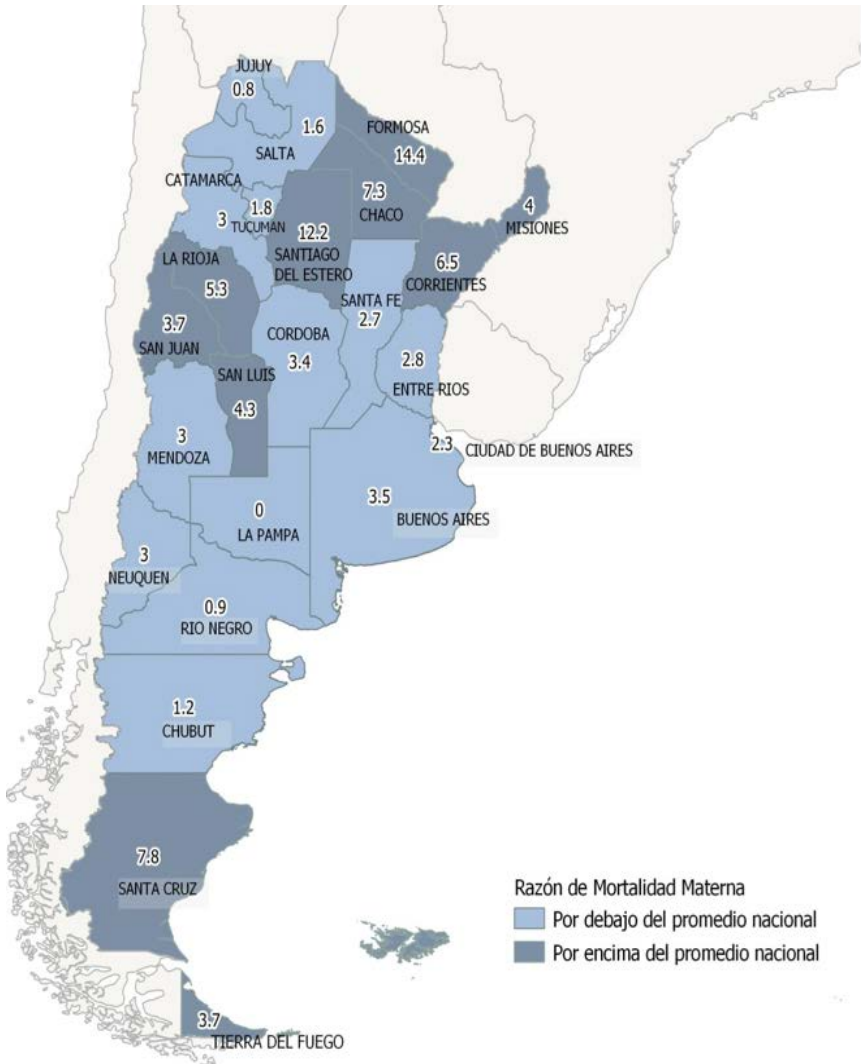 JUJUY
0.8
1.6
SALTA
FORMOSA
14.4
CATAMARCA
3
1.8
TUCUMAN
7.3
CHACO
4
MISIONES
12.2
SANTIAGO
DEL ESTERO
LA RIOJA
5.3
6.5
CORRIENTES
SANTA FE
2.7
3.7
SAN JUAN
CORDOBA
3.4
2.8
ENTRE RIOS
SAN LUIS
4.3
3
MENDOZA
2.3
CIUDAD DE BUENOS AIRES
0
LA PAMPA
3.5
BUENOS AIRES
3
NEUQUEN
0.9
RIO NEGRO
1.2
CHUBUT
7.8
SANTA CRUZ
Razón de Mortalidad Materna
Por debajo del promedio nacional
Por encima del promedio nacional
3.7
TIERRA DEL FUEGO